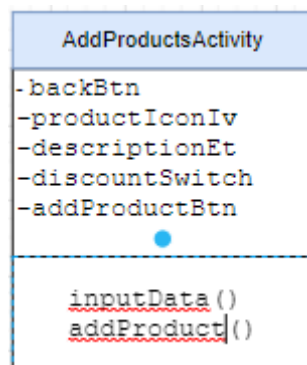 AddProductsActivity
-backBtn
-productIconIv
-descriptionEt
-discountSwitch
-addProductBtn
inputData()
addProduct()